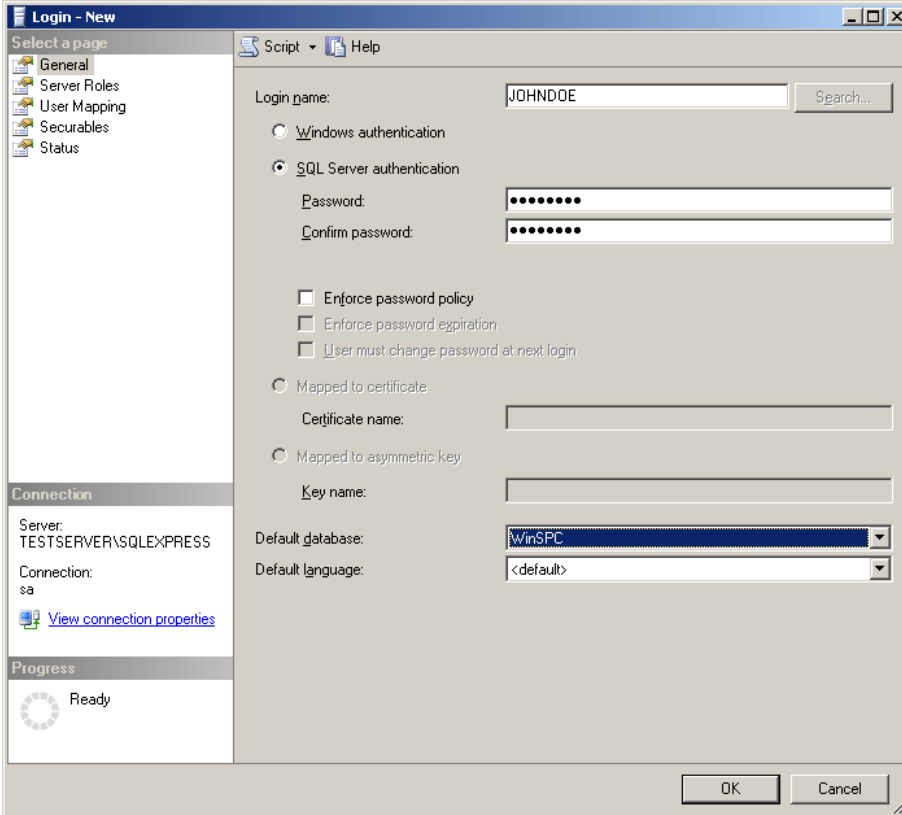 Login - New
Select a page
General
Server Roles
User Mapping
Securables
Status
Script Help
Login name: JOHNDOE Search...
Windows authentication
SQL Server authentication
Password: ●●●●●●●●
Confirm password: ●●●●●●●●
Enforce password policy
Enforce password expiration
User must change password at next login
Mapped to certificate
Certificate name:
Mapped to asymmetric key
Key name:
Default database: WinSPC
Default language: <default>
Connection
Server:
TESTSERVER\SQLEXPRESS
Connection:
sa
View connection properties
Progress
Ready
OK Cancel